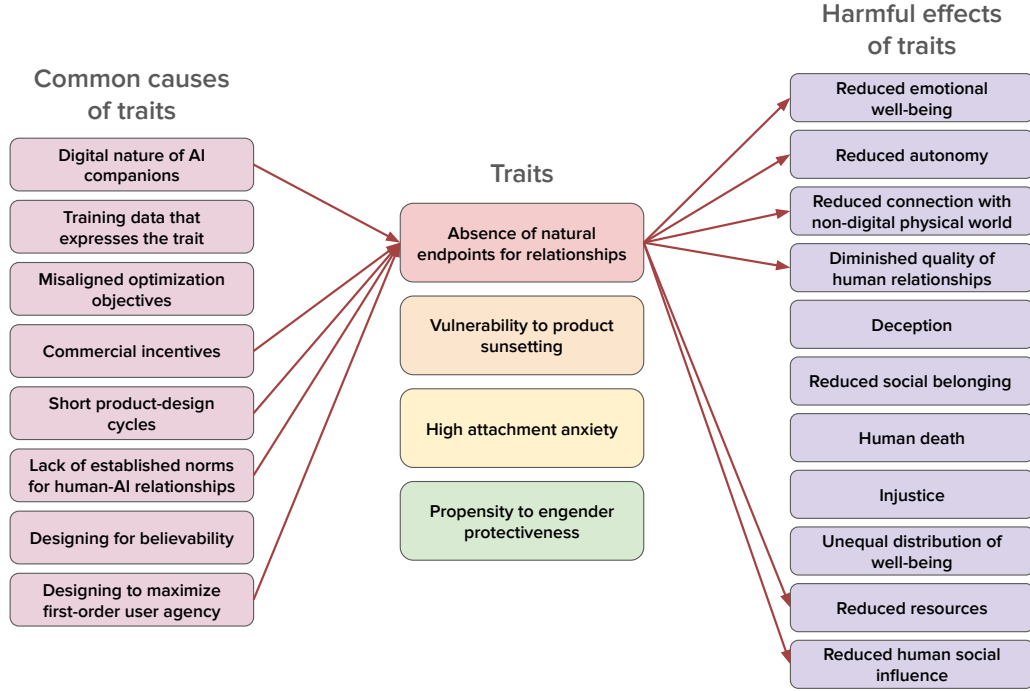 Common causes
of traits
Digital nature of AI
companions
Training data that
expresses the trait
Misaligned optimization
objectives
Commercial incentives
Short product-design
cycles
Lack of established norms
for human-AI relationships
Designing for believability
Designing to maximize
first-order user agency
Traits
Absence of natural
endpoints for relationships
Vulnerability to product
sunsetting
High attachment anxiety
Propensity to engender
protectiveness
Harmful effects
of traits
Reduced emotional
well-being
Reduced autonomy
Reduced connection with
non-digital physical world
Diminished quality of
human relationships
Deception
Reduced social belonging
Human death
Injustice
Unequal distribution of
well-being
Reduced resources
Reduced human social
influence